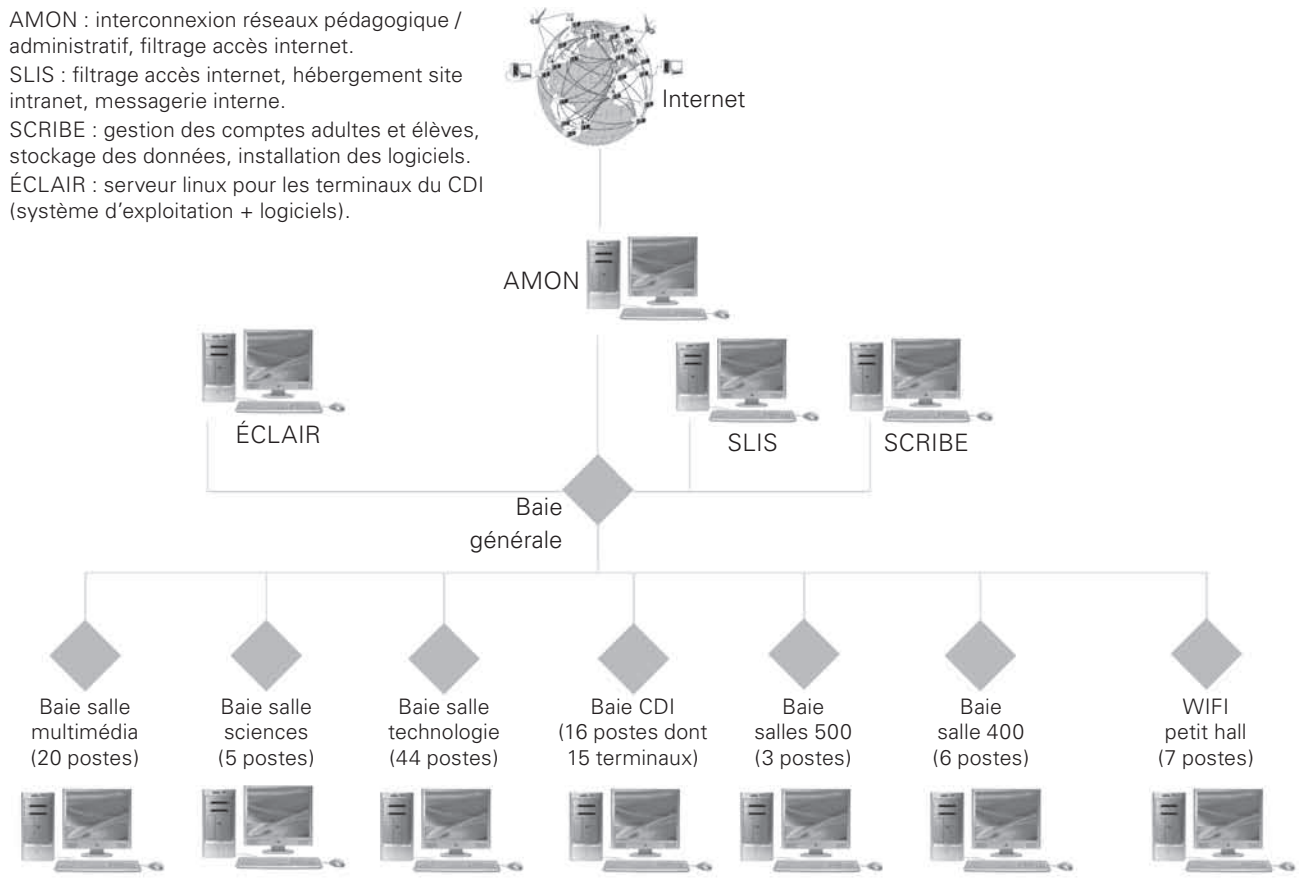 AMON : interconnexion réseaux pédagogique /
administratif, filtrage accès internet.
SLIS : filtrage accès internet, hébergement site
intranet, messagerie interne.
SCRIBE : gestion des comptes adultes et élèves,
stockage des données, installation des logiciels.
ÉCLAIR : serveur linux pour les terminaux du CDI
(système d'exploitation + logiciels).
Internet
AMON
ÉCLAIR
SLIS
SCRIBE
Baie
générale
Baie salle
multimédia
(20 postes)
Baie salle
sciences
(5 postes)
Baie salle
technologie
(44 postes)
Baie CDI
(16 postes dont
15 terminaux)
Baie
salles 500
(3 postes)
Baie
salle 400
(6 postes)
WIFI
petit hall
(7 postes)